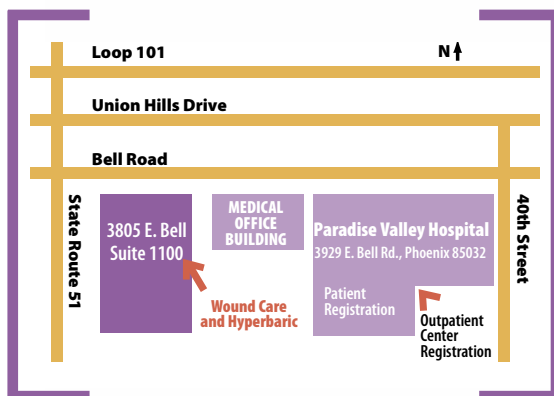 Loop 101
N
Union Hills Drive
Bell Road
State Route 51
3805 E. Bell
Suite 1100
MEDICAL
OFFICE
BUILDING
Paradise Valley Hospital
3929 E. Bell Rd., Phoenix 85032
40th Street
Wound Care
and Hyperbaric
Patient
Registration
Outpatient
Center
Registration